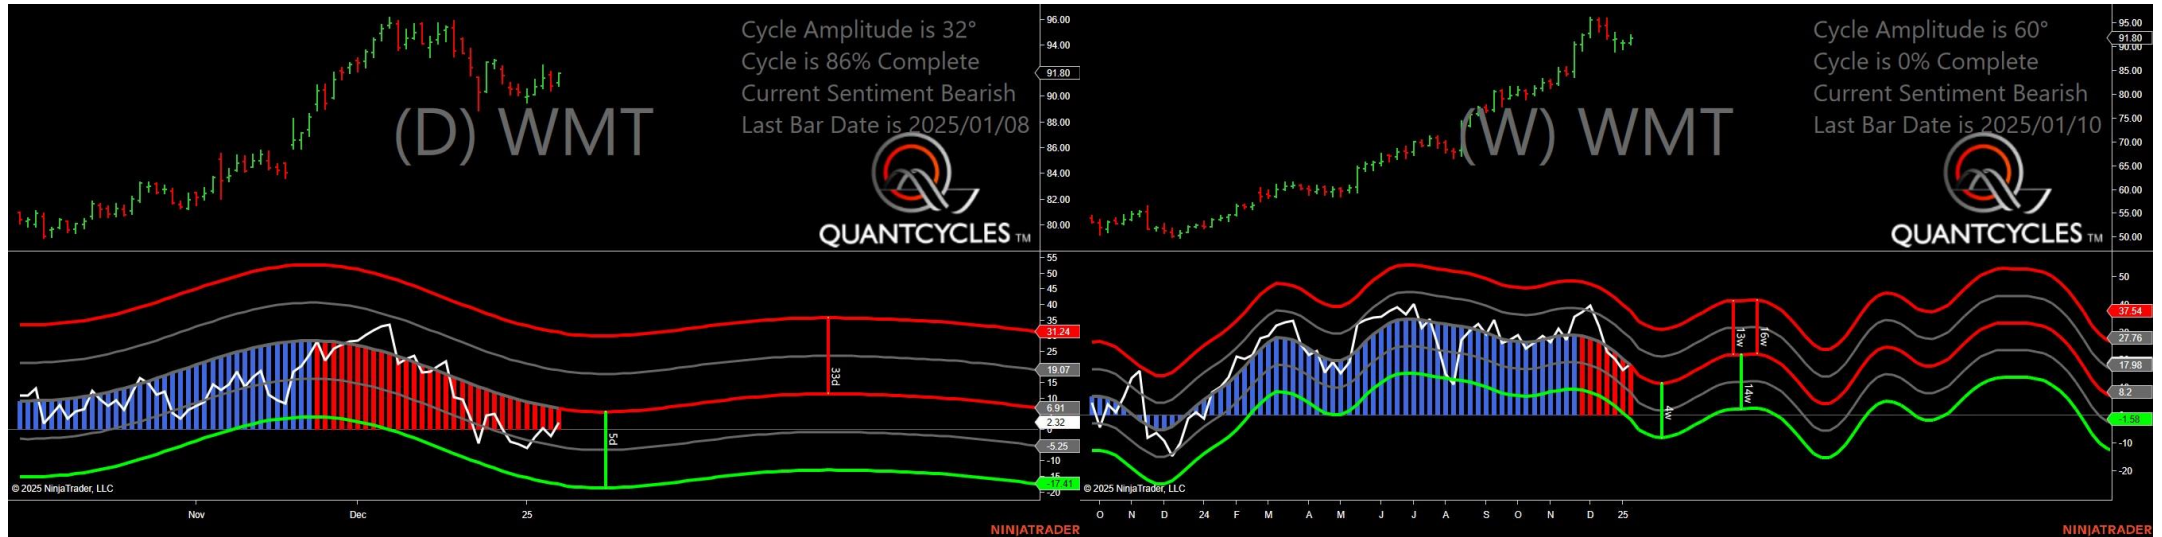 Cycle Amplitude is 32°
Cycle is 86% Complete
Current Sentiment Bearish
Last Bar Date is 2025/01/08
(D) WMT
QUANTCYCLES TM
96.00
94.00
91.80
90.00
88.00
86.00
84.00
82.00
80.00
55
50
45
40
35
31.24
25
19.07
15
10
6.91
2.32
0
-5.25
-10
-15
-17.41
-20
33d
5d
© 2025 NinjaTrader, LLC
Nov
Dec
25
NINJATRADER
Cycle Amplitude is 60°
Cycle is 0% Complete
Current Sentiment Bearish
Last Bar Date is 2025/01/10
(W) WMT
QUANTCYCLES TM
95.00
91.80
90.00
85.00
80.00
75.00
70.00
65.00
60.00
55.00
50.00
50
37.54
27.76
17.98
8.2
-1.58
-10
-20
13w
16w
4w
14w
© 2025 NinjaTrader, LLC
O N D 24 F M A M J J A S O N D 25
NINJATRADER